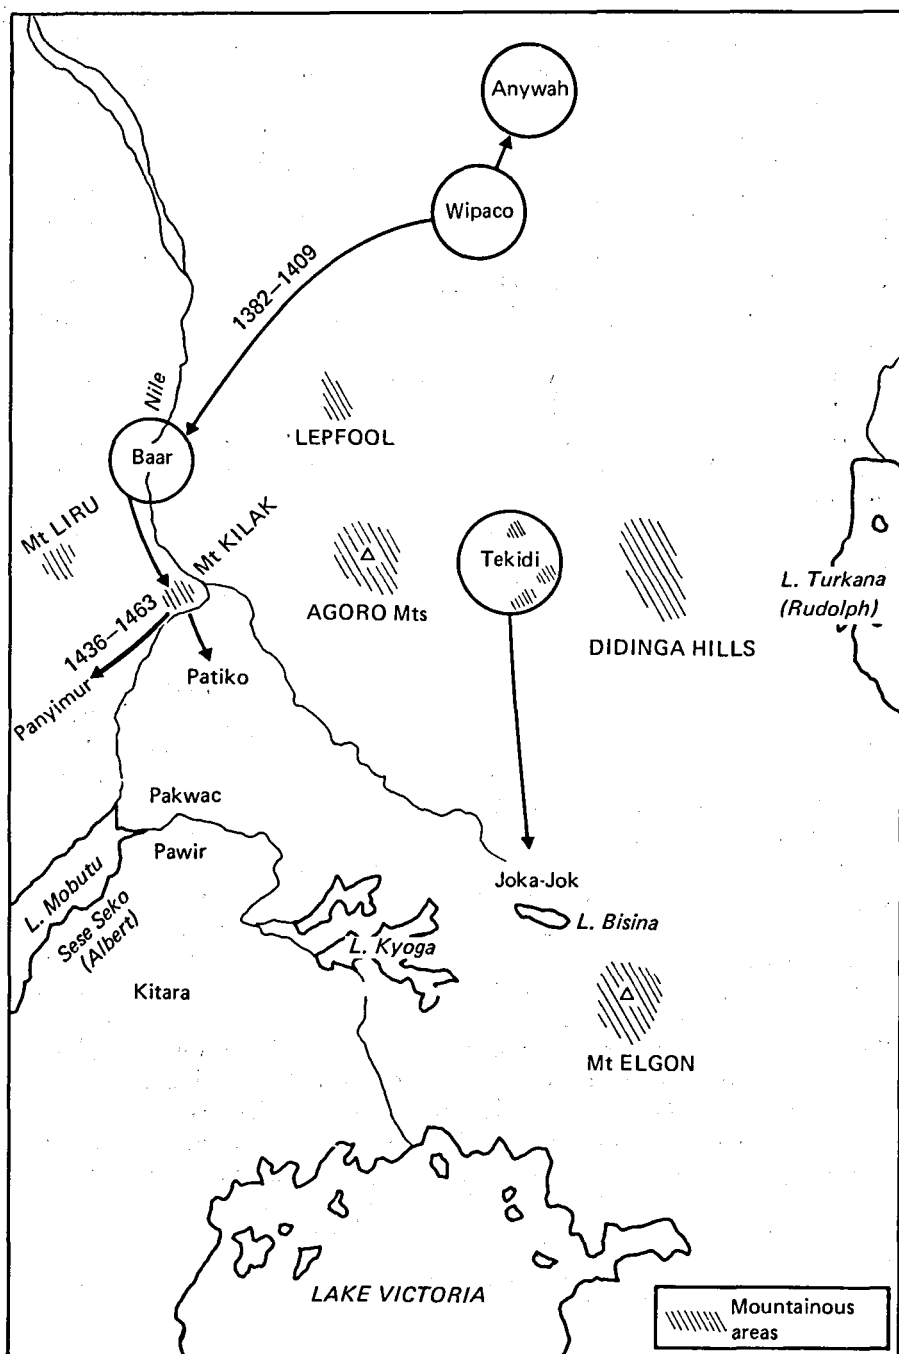 Anywah
Wipaco
1382–1409
Nile
LEPFOOL
Baar
Mt LIRU
Mt KILAK
Tekidi
L. Turkana
(Rudolph)
AGORO Mts
DIDINGA HILLS
1436–1463
Patiko
Panyimur
Pakwac
Pawir
Joka-Jok
L. Mobutu
Sese Seko
(Albert)
L. Bisina
L. Kyoga
Kitara
Mt ELGON
LAKE VICTORIA
Mountainous
areas